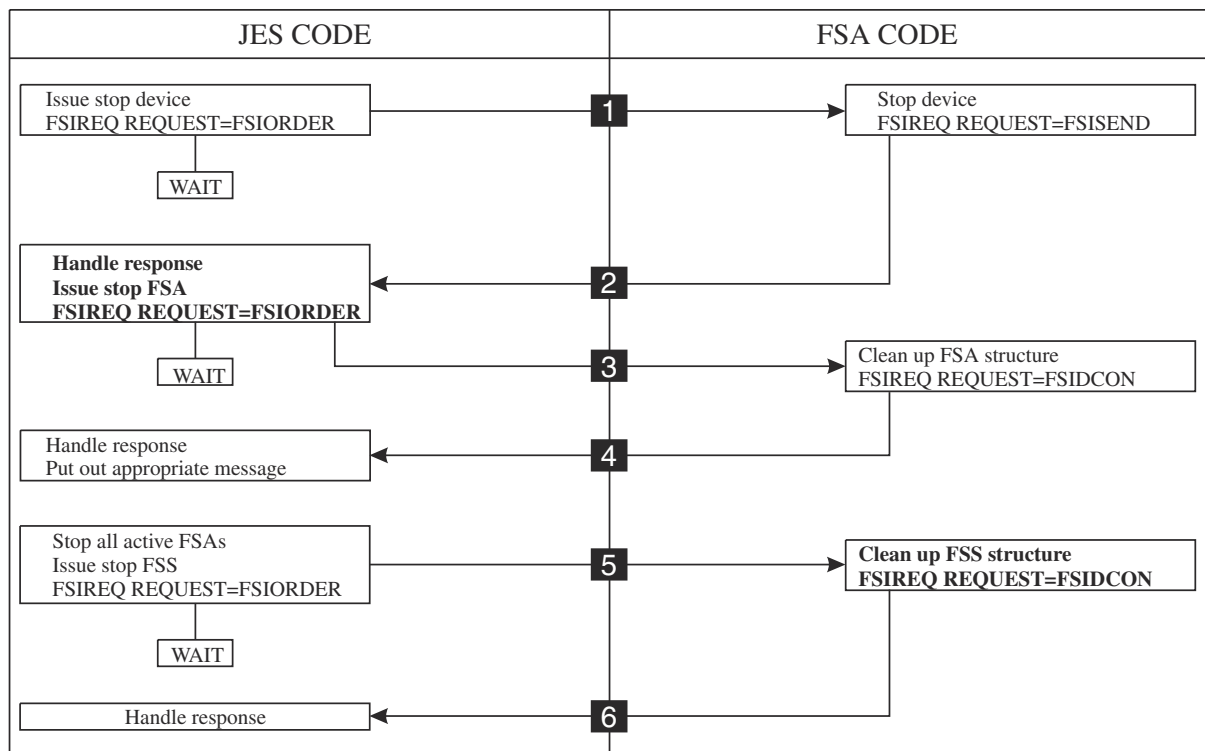 JES CODE
FSA CODE
Issue stop device
FSIREQ REQUEST=FSIORDER
1
Stop device
FSIREQ REQUEST=FSISEND
WAIT
Handle response
Issue stop FSA
FSIREQ REQUEST=FSIORDER
2
WAIT
3
Clean up FSA structure
FSIREQ REQUEST=FSIDCON
Handle response
Put out appropriate message
4
Stop all active FSAs
Issue stop FSS
FSIREQ REQUEST=FSIORDER
5
Clean up FSS structure
FSIREQ REQUEST=FSIDCON
WAIT
Handle response
6